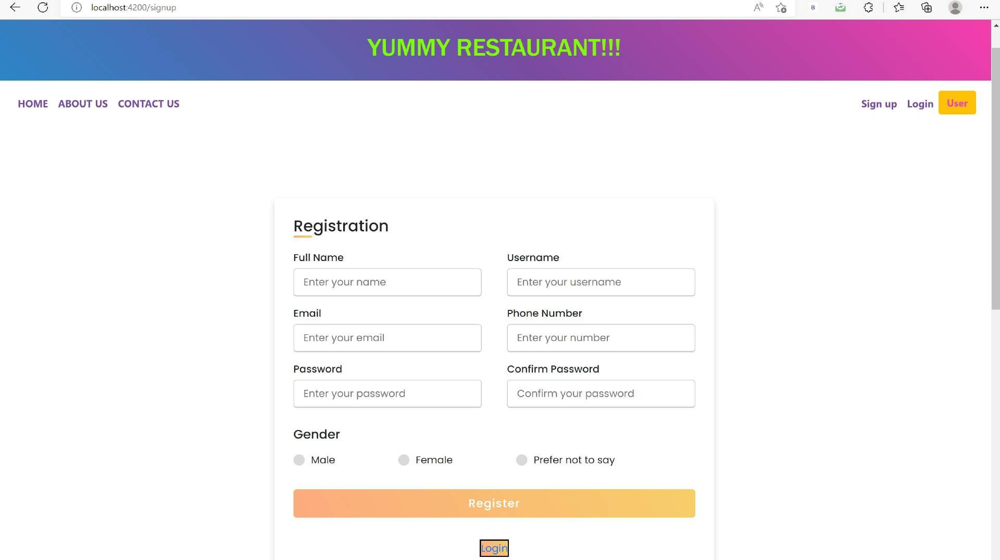 localhost:4200/signup
B
YUMMY RESTAURANT!!!
HOME ABOUT US CONTACT US Sign up Login User
Registration
Full Name Username
Enter your name Enter your username
Email Phone Number
Enter your email Enter your number
Password Confirm Password
Enter your password Confirm your password
Gender
Male Female Prefer not to say
Register
Login